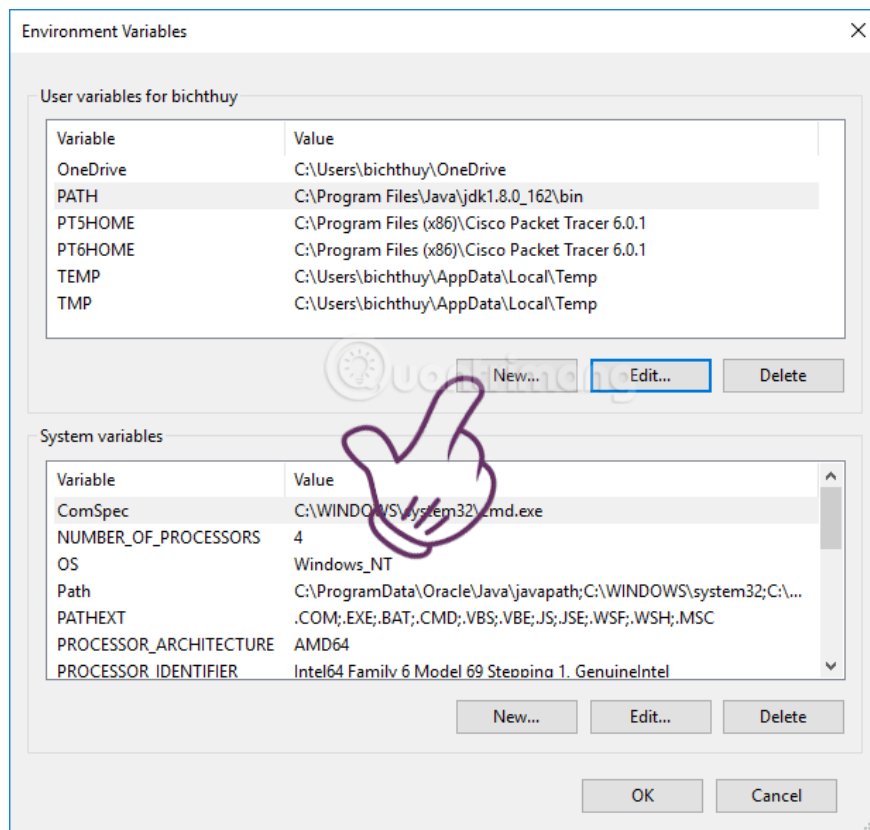 Environment Variables
User variables for bichthuy
Variable Value
OneDrive C:\Users\bichthuy\OneDrive
PATH C:\Program Files\Java\jdk1.8.0_162\bin
PT5HOME C:\Program Files (x86)\Cisco Packet Tracer 6.0.1
PT6HOME C:\Program Files (x86)\Cisco Packet Tracer 6.0.1
TEMP C:\Users\bichthuy\AppData\Local\Temp
TMP C:\Users\bichthuy\AppData\Local\Temp
Quantrimang
New... Edit... Delete
System variables
Variable Value
ComSpec C:\WINDOWS\system32\cmd.exe
NUMBER_OF_PROCESSORS 4
OS Windows_NT
Path C:\ProgramData\Oracle\Java\javapath;C:\WINDOWS\system32;C:\...
PATHEXT .COM;.EXE;.BAT;.CMD;.VBS;.VBE;.JS;.JSE;.WSF;.WSH;.MSC
PROCESSOR_ARCHITECTURE AMD64
PROCESSOR_IDENTIFIER Intel64 Family 6 Model 69 Stepping 1, GenuineIntel
New... Edit... Delete
OK Cancel